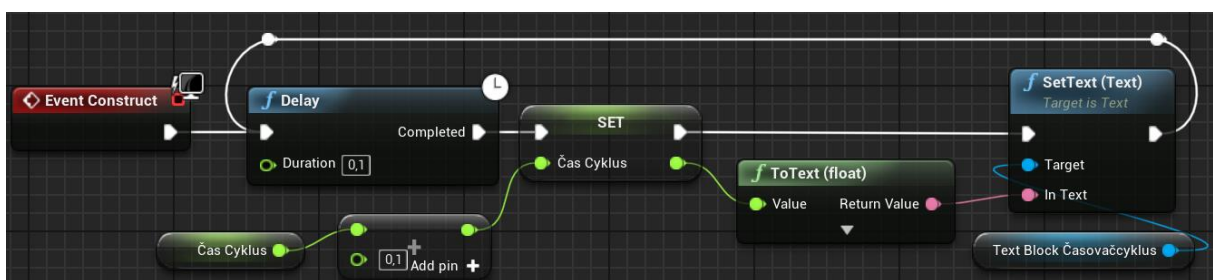 Event Construct
f Delay
Completed
Duration 0,1
SET
Čas Cyklus
f ToText (float)
Value Return Value
f SetText (Text)
Target is Text
Target
In Text
Čas Cyklus
0,1 Add pin +
Text Block Časovačcyklus